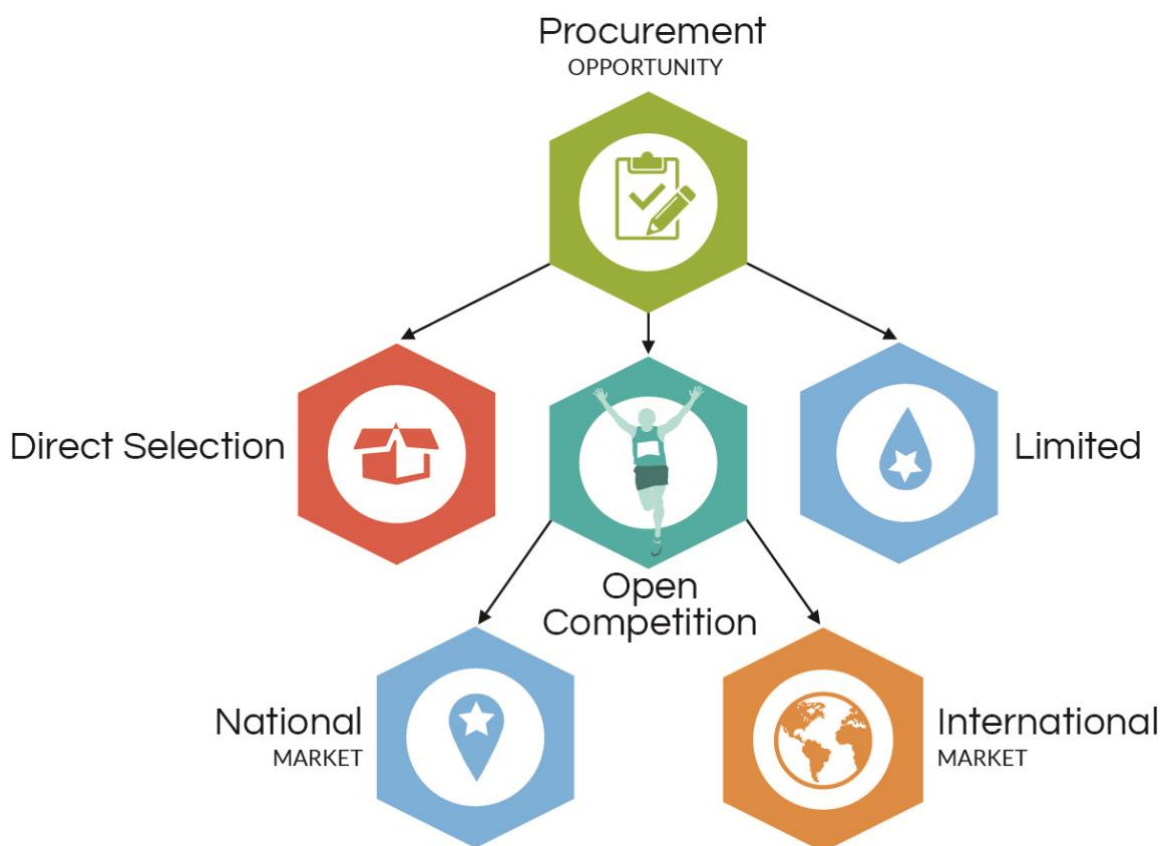 Procurement
OPPORTUNITY
Direct Selection
Limited
Open
Competition
National
MARKET
International
MARKET